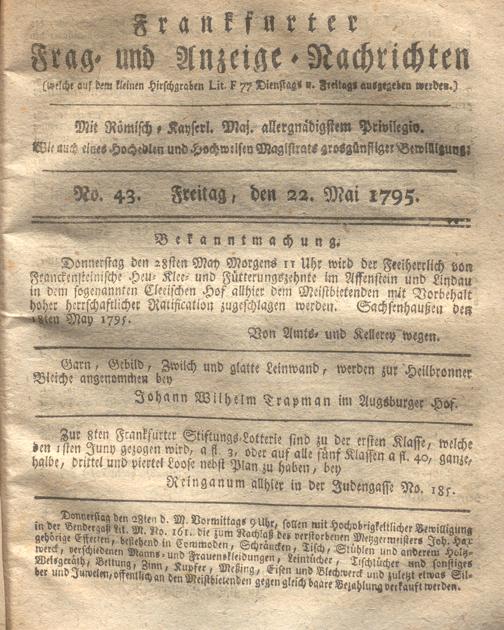 Frankfurter
Frag- und Anzeige-Nachrichten
(welche auf dem kleinen Hirschgraben Lit. F 77 Dienstags u. Freitags ausgegeben werden.)
Mit Römisch-Kayserl. Maj. allergnädigstem Privilegio.
Wie auch eines Hochedlen und Hochweisen Magistrats grosgünstiger Bewilligung:
No. 43. Freitag, den 22. Mai 1795.
Bekanntmachung.
Donnerstag den 28sten May Morgens 11 Uhr wird der Freiherrlich von
Franckensteinische Heu- Klee- und Fütterungszehnte im Affenstein und Lindau
in dem sogenannten Cleeischen Hof allhier dem Meistbietenden mit Vorbehalt
hoher herrschaftlicher Ratification zugeschlagen werden. Sachsenhaußen den
18ten May 1795.
Von Amts- und Kellerey wegen.
Garn, Gebild, Zwilch und glatte Leinwand, werden zur Heilbronner
Bleiche angenommen bey
Johann Wilhelm Trapman im Augsburger Hof.
Zur 8ten Frankfurter Stiftungs-Lotterie sind zu der ersten Klasse, welche
den 1sten Juny gezogen wird, a fl. 3, oder auf alle fünf Klassen a fl. 40, ganze,
halbe, drittel und viertel Loose nebst Plan zu haben, bey
Reinganum allhier in der Judengasse No. 185.
Donnerstag den 28ten d. M. Vormittags 9 Uhr, sollen mit Hochobrigkeitlicher Bewilligung
in der Bendergaß Lit. M. No. 161. die zum Nachlaß des verstorbenen Metzgermeisters Joh. Hax
gehörige Effecten, bestehend in Commoden, Schräncken, Tisch, Stühlen und anderem Holz-
werck, verschiedenen Manns- und Frauenskleidungen, Leintücher, Tischtücher und sonstiges
Weisgeräth, Bettung, Zinn, Kupfer, Meßing, Eisen und Blechwerck und zuletzt etwas Sil-
ber und Juwelen, öffentlich an den Meistbietenden gegen gleich baare Bezahlung verkauft werden.